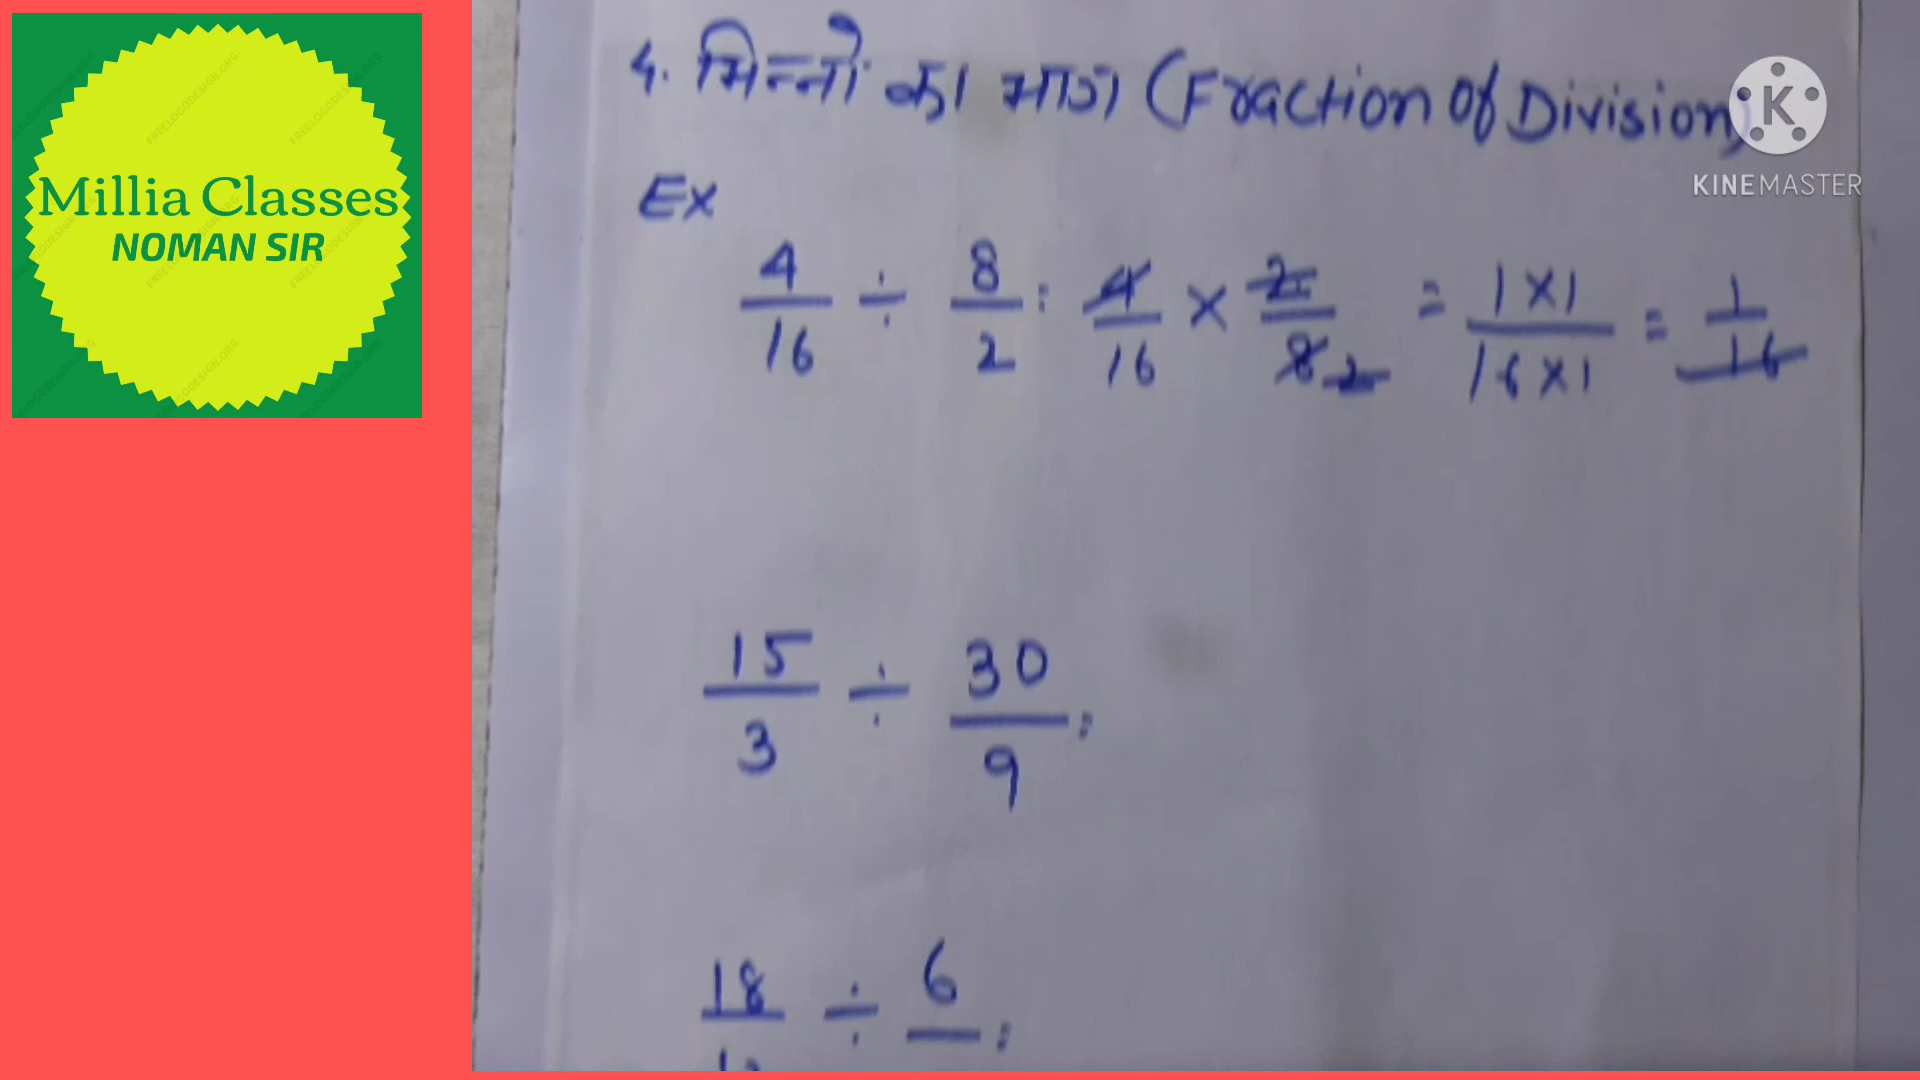 Millia Classes
NOMAN SIR
4. भिन्नों का भाग (Fraction Of Division)
KINEMASTER
Ex
4/16 ÷ 8/2 = 4/16 × 2/8 2 = 1×1/16×1 = 1/16
15/3 ÷ 30/9 =
18 ÷ 6 =